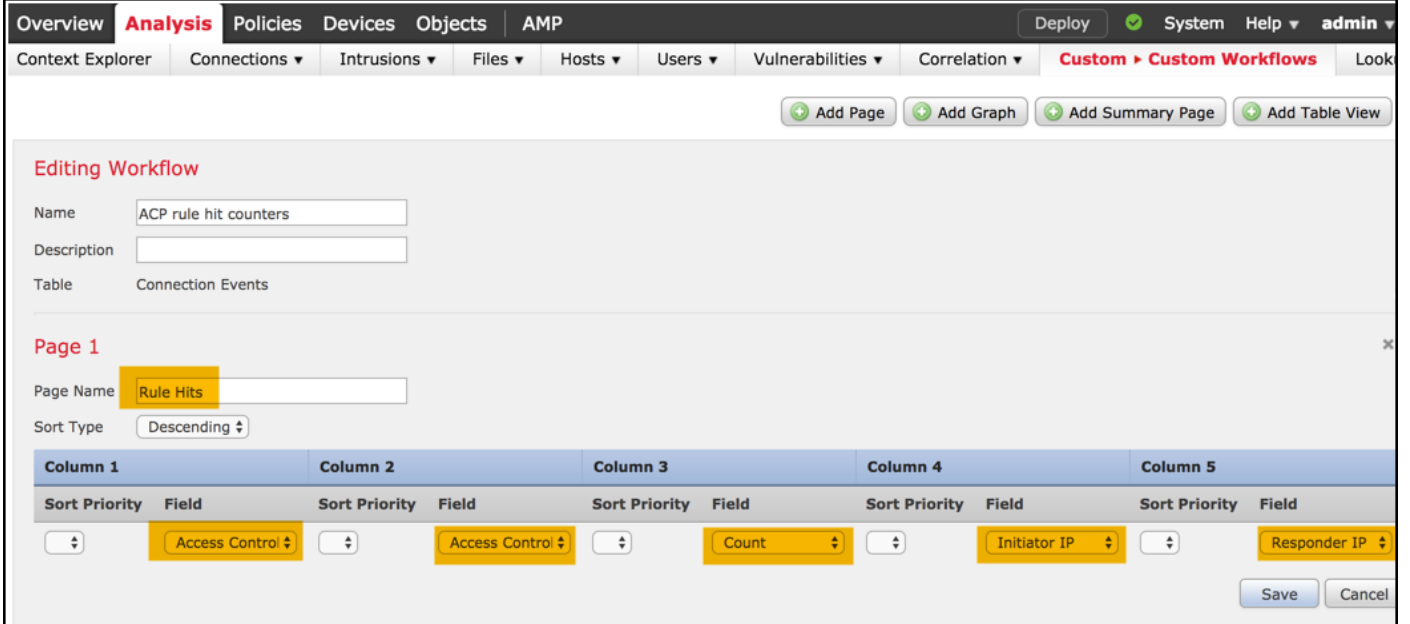 Overview Analysis Policies Devices Objects AMP Deploy System Help admin
Context Explorer Connections Intrusions Files Hosts Users Vulnerabilities Correlation Custom Custom Workflows Look
Add Page Add Graph Add Summary Page Add Table View
Editing Workflow
Name ACP rule hit counters
Description
Table Connection Events
Page 1
Page Name Rule Hits
Sort Type Descending
Column 1 Column 2 Column 3 Column 4 Column 5
Sort Priority Field Sort Priority Field Sort Priority Field Sort Priority Field Sort Priority Field
Access Control Access Control Count Initiator IP Responder IP
Save Cancel